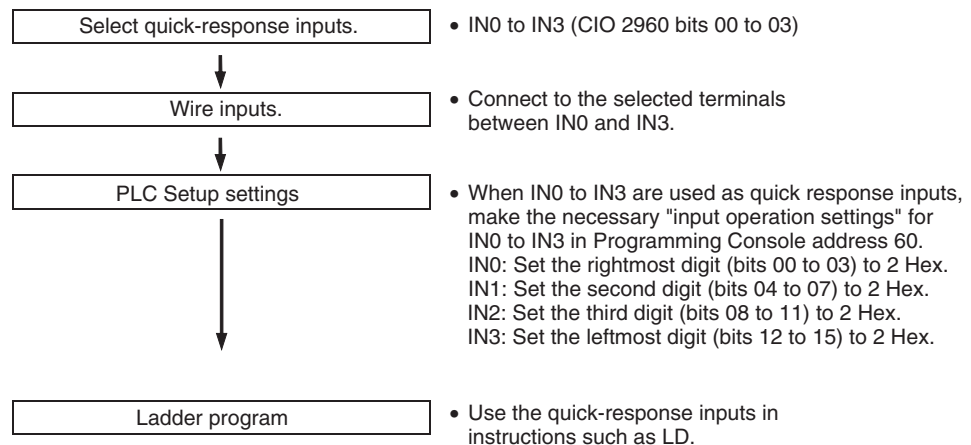 Select quick-response inputs.
• IN0 to IN3 (CIO 2960 bits 00 to 03)
Wire inputs.
• Connect to the selected terminals
between IN0 and IN3.
PLC Setup settings
• When IN0 to IN3 are used as quick response inputs,
make the necessary "input operation settings" for
IN0 to IN3 in Programming Console address 60.
IN0: Set the rightmost digit (bits 00 to 03) to 2 Hex.
IN1: Set the second digit (bits 04 to 07) to 2 Hex.
IN2: Set the third digit (bits 08 to 11) to 2 Hex.
IN3: Set the leftmost digit (bits 12 to 15) to 2 Hex.
Ladder program
• Use the quick-response inputs in
instructions such as LD.